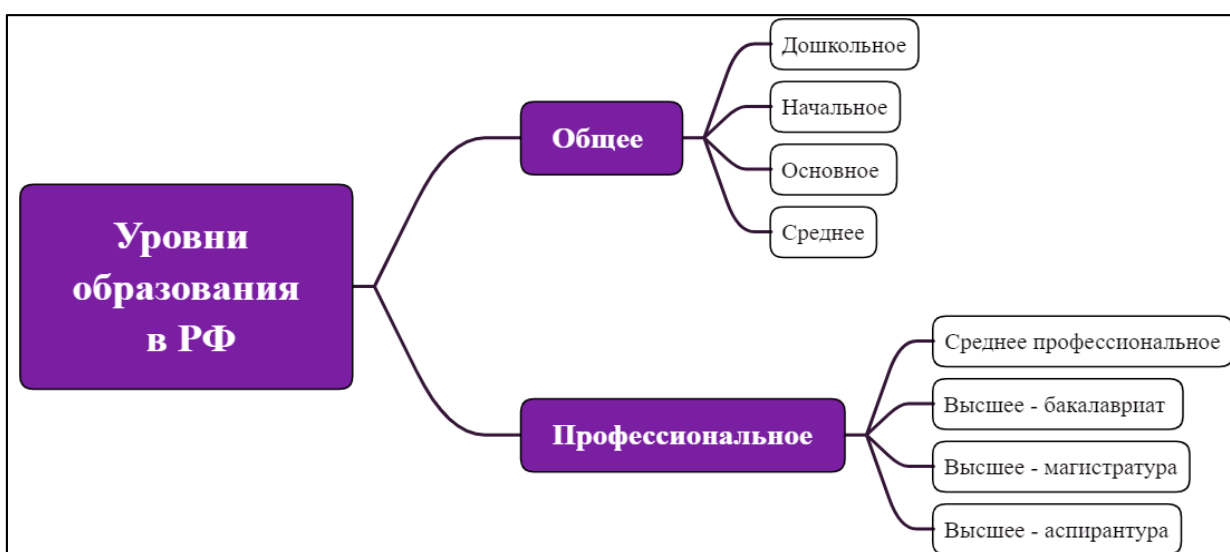 Уровни
образования
в РФ
Общее
Дошкольное
Начальное
Основное
Среднее
Профессиональное
Среднее профессиональное
Высшее - бакалавриат
Высшее - магистратура
Высшее - аспирантура